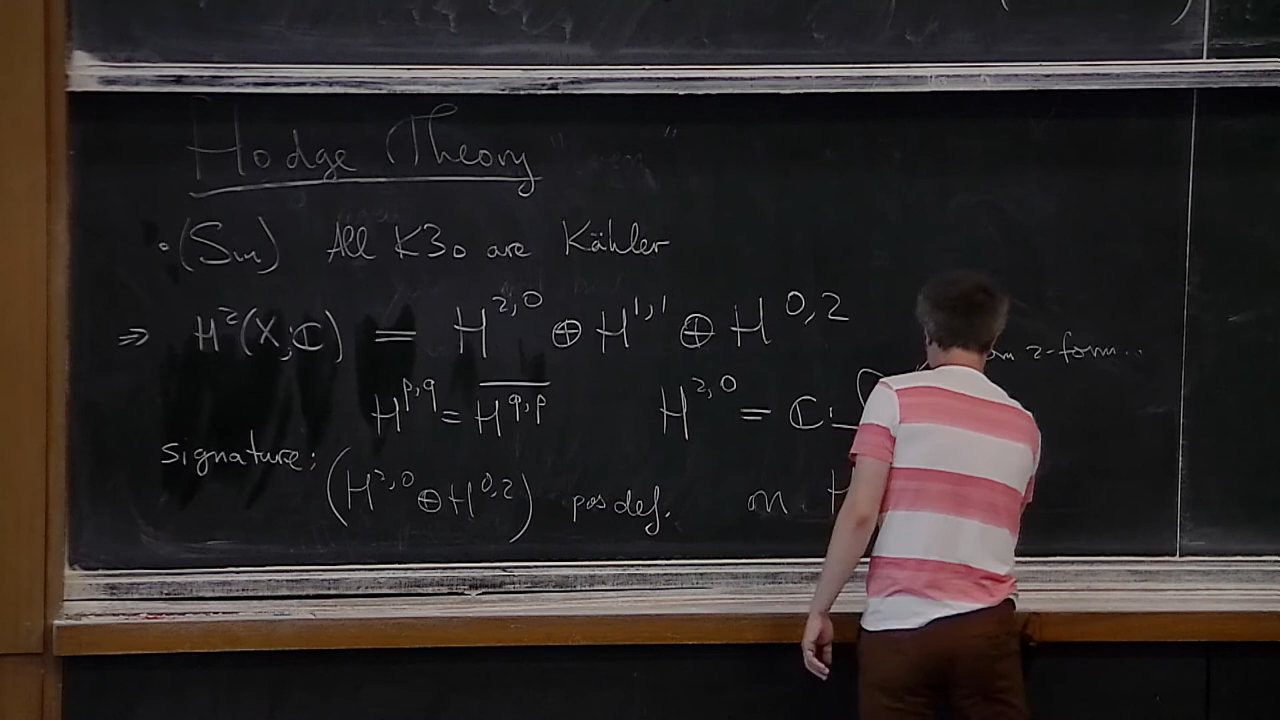 Hodge Theory
• (Siu) All K3s are Kähler
⇒ H²(X;ℂ) = H^{2,0} ⊕ H^{1,1} ⊕ H^{0,2}
2-form...
H^{p,q} = \overline{H^{q,p}} H^{2,0} = ℂ·
signature: (H^{2,0} ⊕ H^{0,2}) pos def. on H